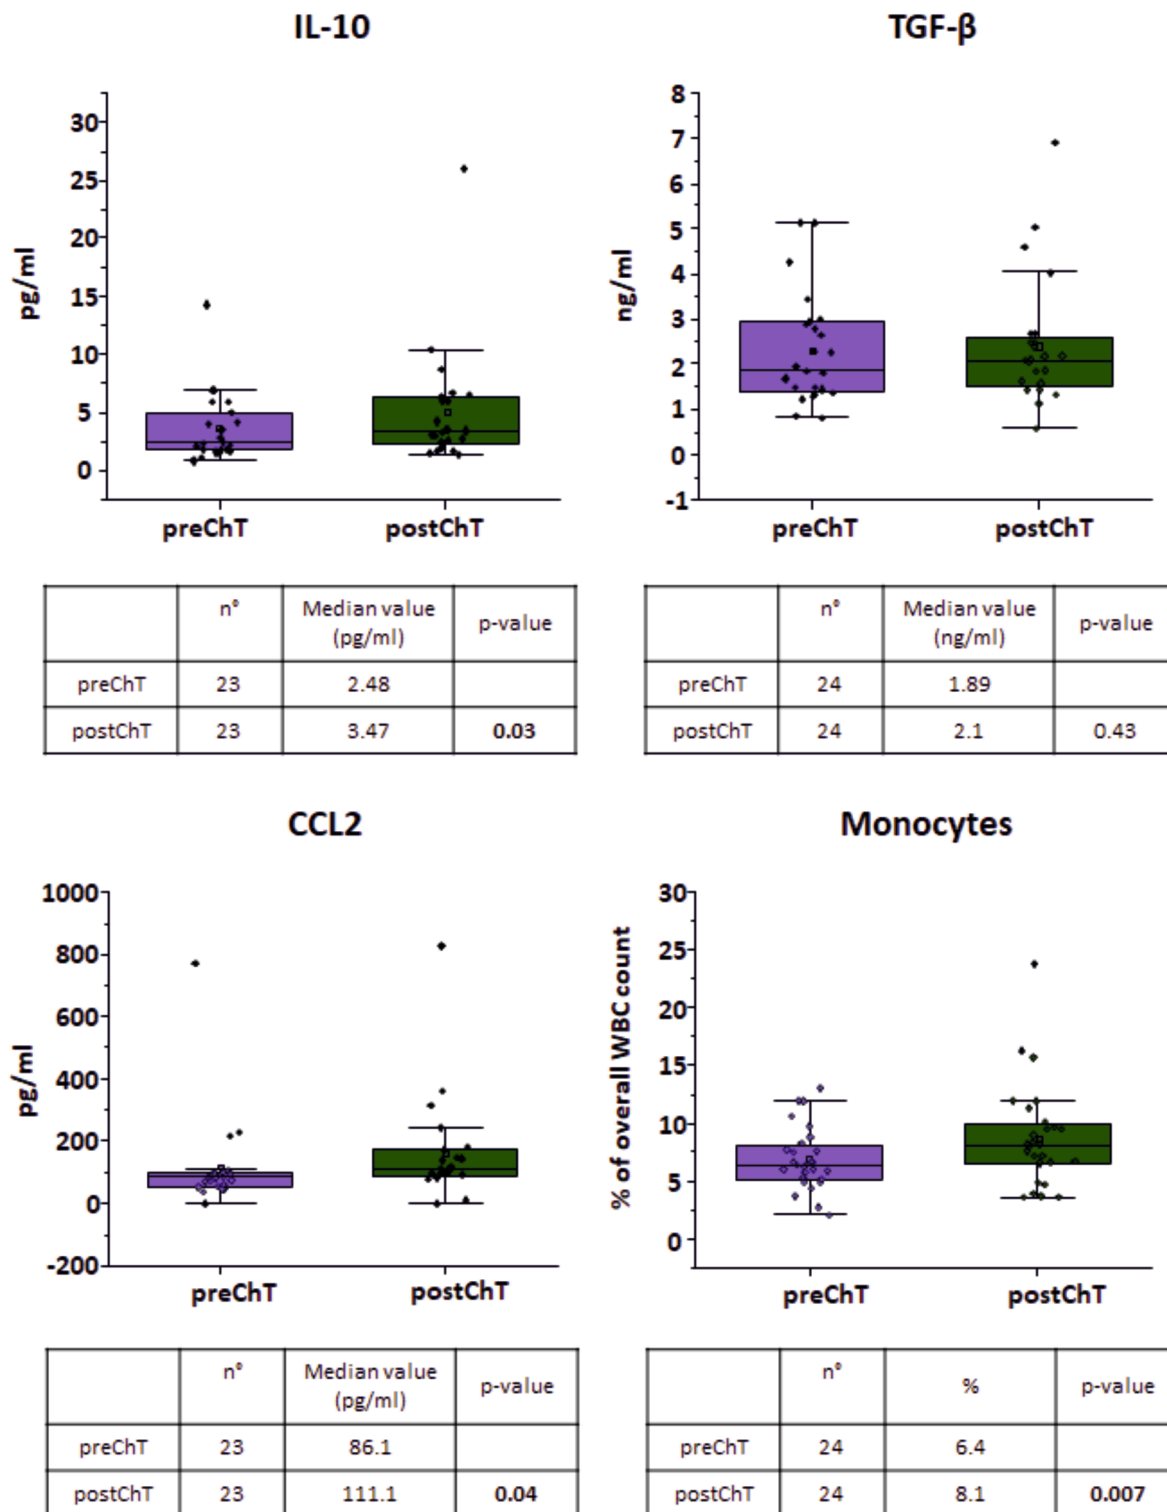 IL-10
30
25
20
15
10
5
0
pg/ml
preChT
postChT
n° Median value (pg/ml) p-value
preChT 23 2.48
postChT 23 3.47 0.03
TGF-β
8
7
6
5
4
3
2
1
0
-1
ng/ml
preChT
postChT
n° Median value (ng/ml) p-value
preChT 24 1.89
postChT 24 2.1 0.43
CCL2
1000
800
600
400
200
0
-200
pg/ml
preChT
postChT
n° Median value (pg/ml) p-value
preChT 23 86.1
postChT 23 111.1 0.04
Monocytes
30
25
20
15
10
5
0
% of overall WBC count
preChT
postChT
n° % p-value
preChT 24 6.4
postChT 24 8.1 0.007